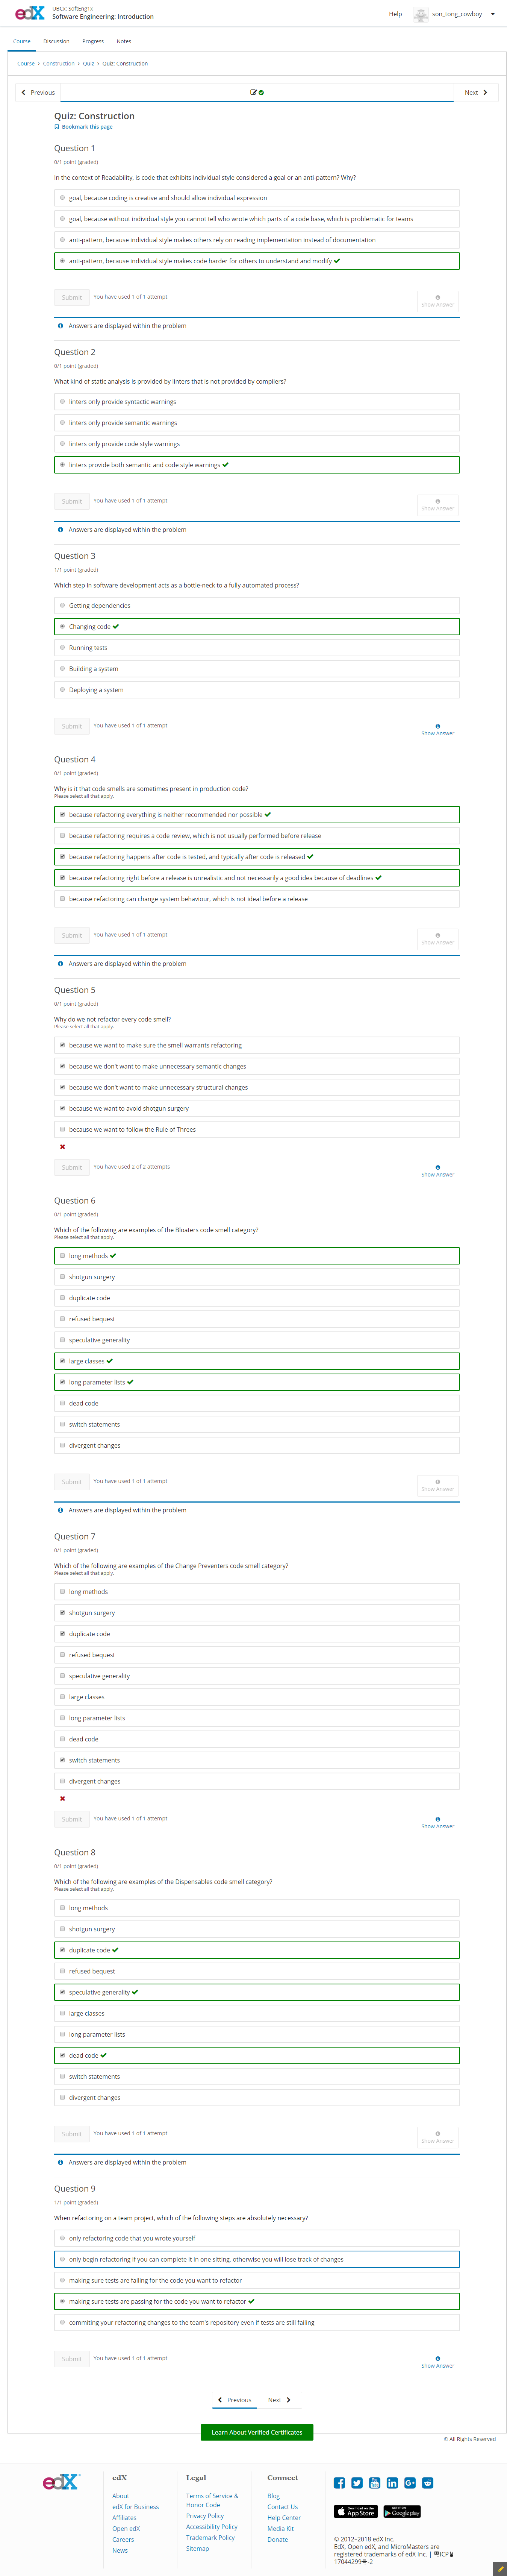 edX
UBCx: SoftEng1x
Software Engineering: Introduction
Help
son_tong_cowboy
Course Discussion Progress Notes
Course > Construction > Quiz > Quiz: Construction
Previous
Next
Quiz: Construction
Bookmark this page
Question 1
0/1 point (graded)
In the context of Readability, is code that exhibits individual style considered a goal or an anti-pattern? Why?
goal, because coding is creative and should allow individual expression
goal, because without individual style you cannot tell who wrote which parts of a code base, which is problematic for teams
anti-pattern, because individual style makes others rely on reading implementation instead of documentation
anti-pattern, because individual style makes code harder for others to understand and modify
Submit
You have used 1 of 1 attempt
Show Answer
Answers are displayed within the problem
Question 2
0/1 point (graded)
What kind of static analysis is provided by linters that is not provided by compilers?
linters only provide syntactic warnings
linters only provide semantic warnings
linters only provide code style warnings
linters provide both semantic and code style warnings
Submit
You have used 1 of 1 attempt
Show Answer
Answers are displayed within the problem
Question 3
1/1 point (graded)
Which step in software development acts as a bottle-neck to a fully automated process?
Getting dependencies
Changing code
Running tests
Building a system
Deploying a system
Submit
You have used 1 of 1 attempt
Show Answer
Question 4
0/1 point (graded)
Why is it that code smells are sometimes present in production code?
Please select all that apply.
because refactoring everything is neither recommended nor possible
because refactoring requires a code review, which is not usually performed before release
because refactoring happens after code is tested, and typically after code is released
because refactoring right before a release is unrealistic and not necessarily a good idea because of deadlines
because refactoring can change system behaviour, which is not ideal before a release
Submit
You have used 1 of 1 attempt
Show Answer
Answers are displayed within the problem
Question 5
0/1 point (graded)
Why do we not refactor every code smell?
Please select all that apply.
because we want to make sure the smell warrants refactoring
because we don't want to make unnecessary semantic changes
because we don't want to make unnecessary structural changes
because we want to avoid shotgun surgery
because we want to follow the Rule of Threes
Submit
You have used 2 of 2 attempts
Show Answer
Question 6
0/1 point (graded)
Which of the following are examples of the Bloaters code smell category?
Please select all that apply.
long methods
shotgun surgery
duplicate code
refused bequest
speculative generality
large classes
long parameter lists
dead code
switch statements
divergent changes
Submit
You have used 1 of 1 attempt
Show Answer
Answers are displayed within the problem
Question 7
0/1 point (graded)
Which of the following are examples of the Change Preventers code smell category?
Please select all that apply.
long methods
shotgun surgery
duplicate code
refused bequest
speculative generality
large classes
long parameter lists
dead code
switch statements
divergent changes
Submit
You have used 1 of 1 attempt
Show Answer
Question 8
0/1 point (graded)
Which of the following are examples of the Dispensables code smell category?
Please select all that apply.
long methods
shotgun surgery
duplicate code
refused bequest
speculative generality
large classes
long parameter lists
dead code
switch statements
divergent changes
Submit
You have used 1 of 1 attempt
Show Answer
Answers are displayed within the problem
Question 9
1/1 point (graded)
When refactoring on a team project, which of the following steps are absolutely necessary?
only refactoring code that you wrote yourself
only begin refactoring if you can complete it in one sitting, otherwise you will lose track of changes
making sure tests are failing for the code you want to refactor
making sure tests are passing for the code you want to refactor
commiting your refactoring changes to the team's repository even if tests are still failing
Submit
You have used 1 of 1 attempt
Show Answer
Previous Next
Learn About Verified Certificates
© All Rights Reserved
edX
edX
About
edX for Business
Affiliates
Open edX
Careers
News
Legal
Terms of Service &
Honor Code
Privacy Policy
Accessibility Policy
Trademark Policy
Sitemap
Connect
Blog
Contact Us
Help Center
Media Kit
Donate
App Store
Google play
© 2012–2018 edX Inc.
EdX, Open edX, and MicroMasters are
registered trademarks of edX Inc. | 粤ICP备
17044299号-2